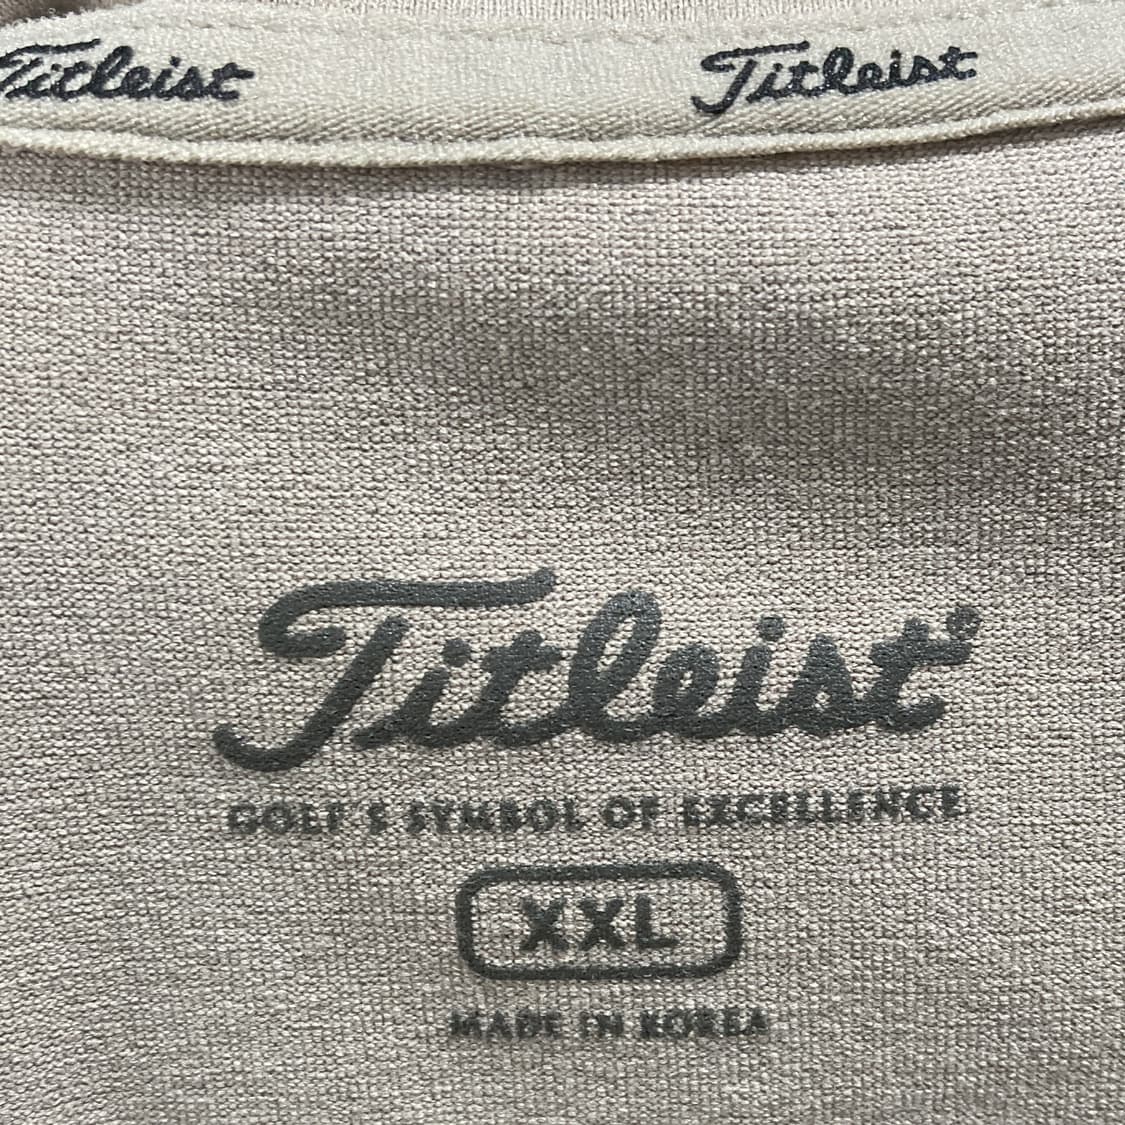 Titleist Titleist
Titleist®
GOLF'S SYMBOL OF EXCELLENCE
XXL
MADE IN KOREA